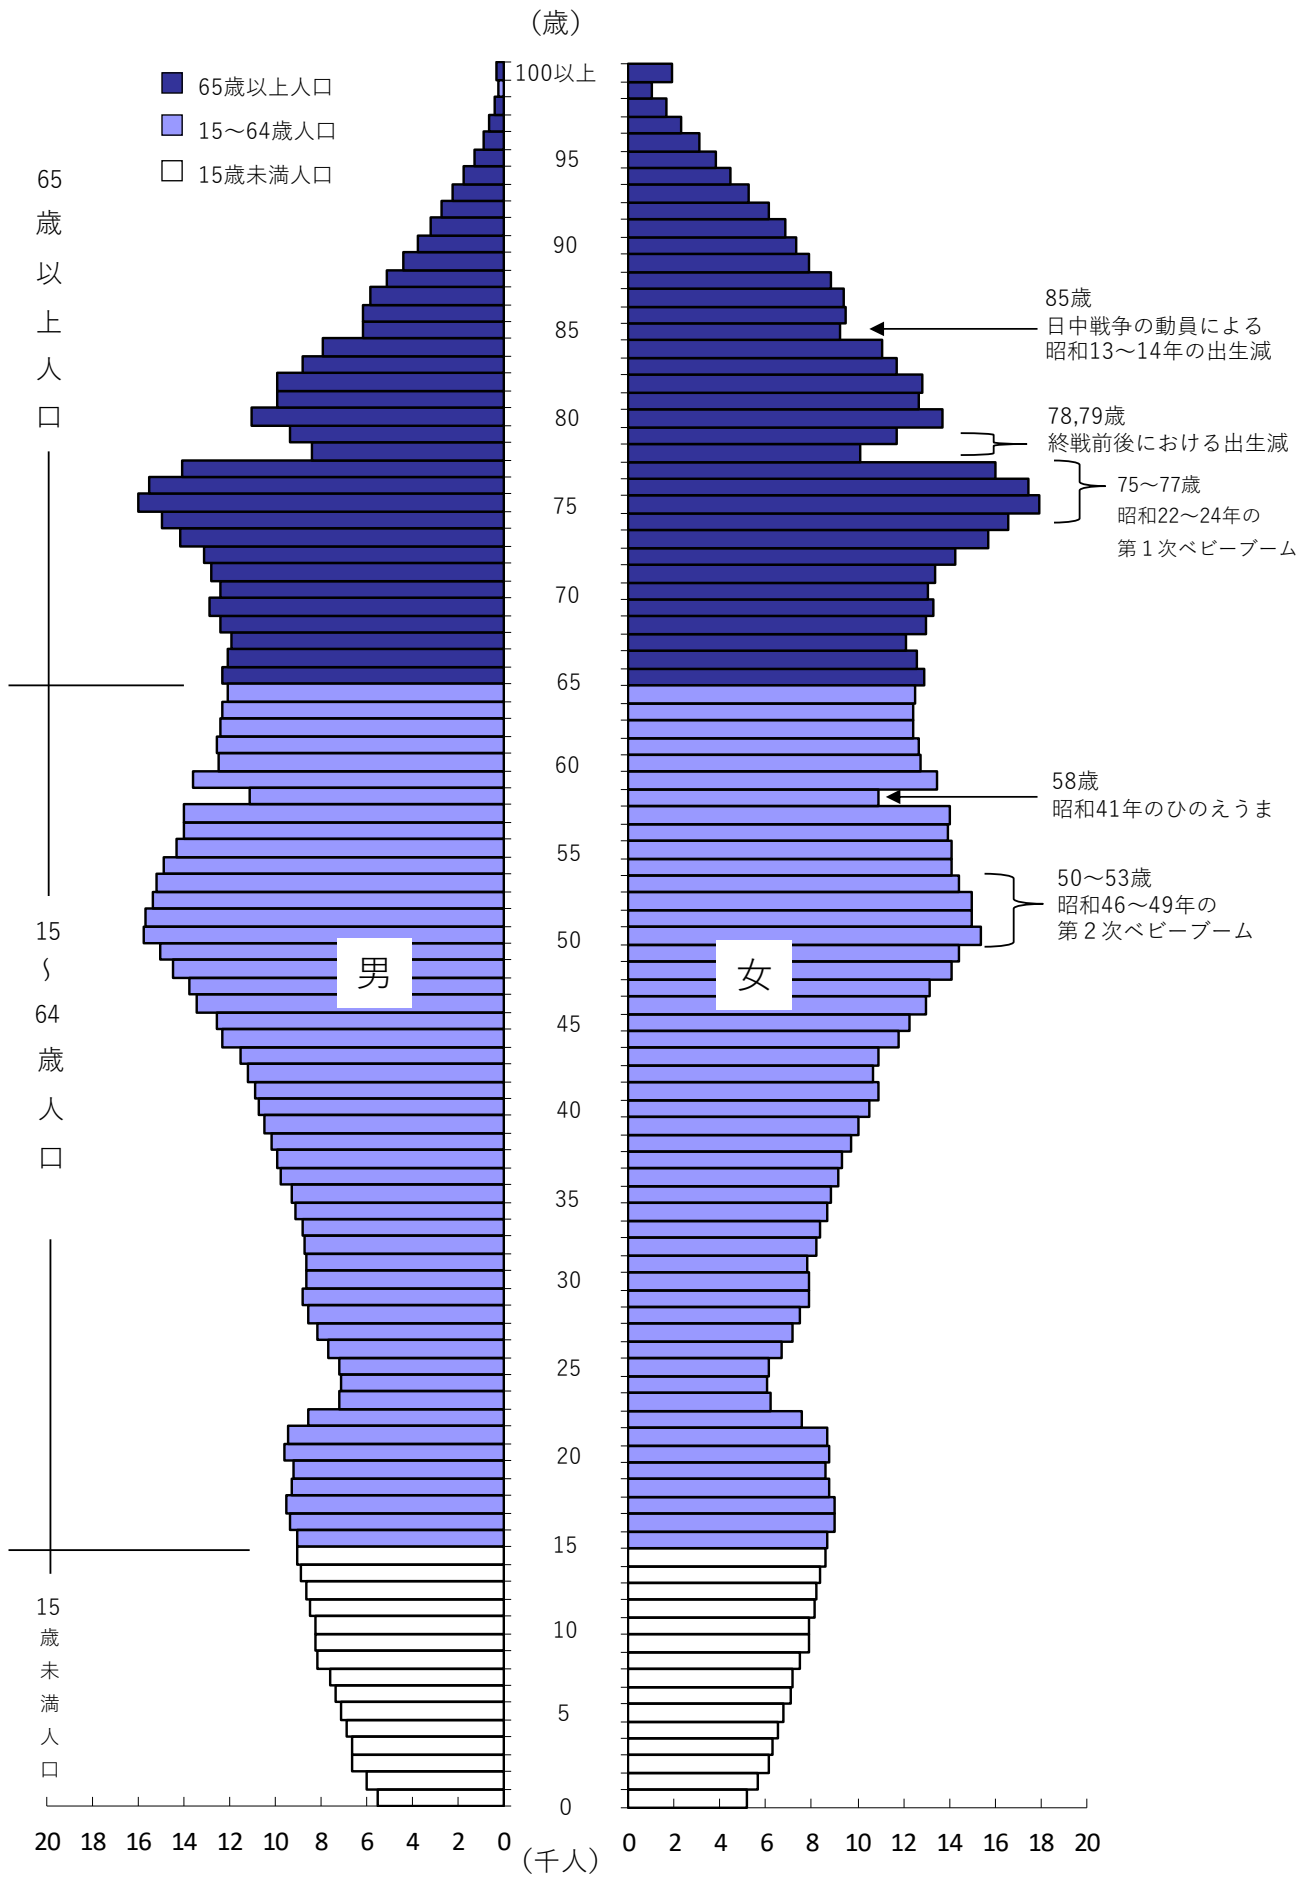 (歳)
65歳以上人口
15～64歳人口
15歳未満人口
65
歳
以
上
人
口
15
～
64
歳
人
口
15
歳
未
満
人
口
100以上
95
90
85
80
75
70
65
60
55
50
45
40
35
30
25
20
15
10
5
0
男
女
85歳
日中戦争の動員による
昭和13～14年の出生減
78,79歳
終戦前後における出生減
75～77歳
昭和22～24年の
第１次ベビーブーム
58歳
昭和41年のひのえうま
50～53歳
昭和46～49年の
第２次ベビーブーム
20 18 16 14 12 10 8 6 4 2 0
0 2 4 6 8 10 12 14 16 18 20
(千人)